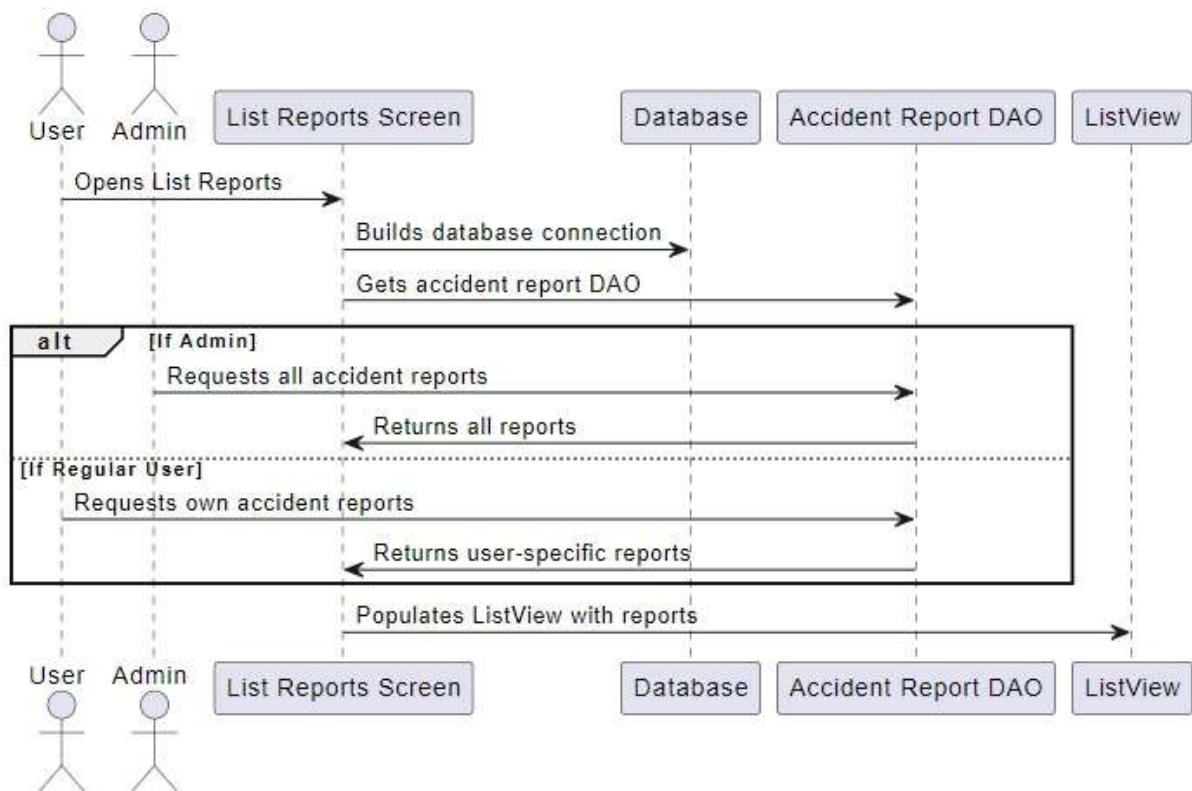 User Admin List Reports Screen Database Accident Report DAO ListView
Opens List Reports
Builds database connection
Gets accident report DAO
alt [If Admin]
Requests all accident reports
Returns all reports
[If Regular User]
Requests own accident reports
Returns user-specific reports
Populates ListView with reports
User Admin List Reports Screen Database Accident Report DAO ListView